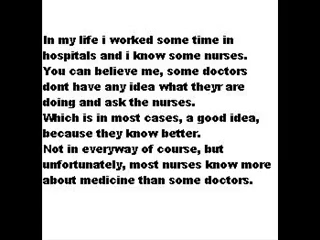 In my life i worked some time in
hospitals and i know some nurses.
You can believe me, some doctors
dont have any idea what theyr are
doing and ask the nurses.
Which is in most cases, a good idea,
because they know better.
Not in everyway of course, but
unfortunately, most nurses know more
about medicine than some doctors.